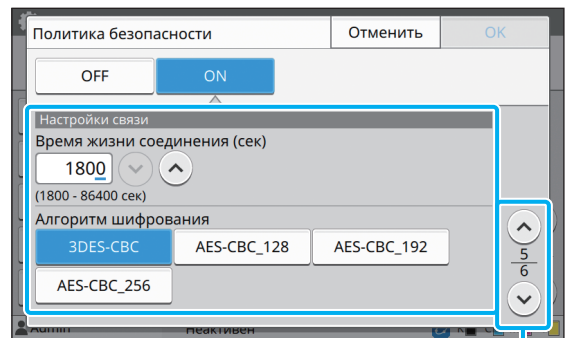 Политика безопасности
Отменить
OK
OFF
ON
Настройки связи
Время жизни соединения (сек)
1800
(1800 - 86400 сек)
Алгоритм шифрования
3DES-CBC
AES-CBC_128
AES-CBC_192
AES-CBC_256
5
6
Admin
Неактивен